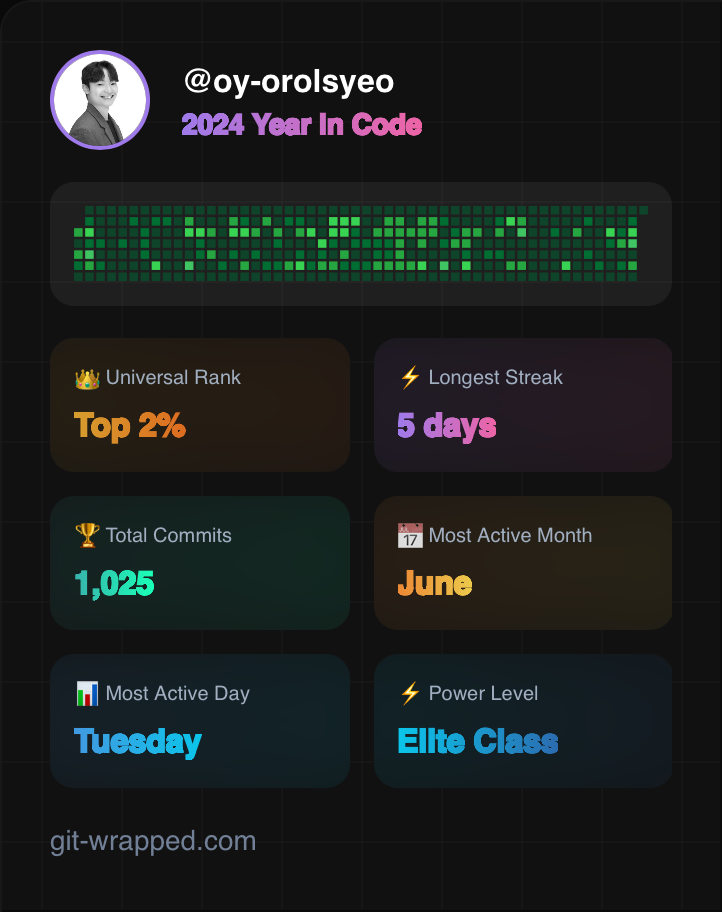 @oy-orolsyeo
2024 Year in Code
👑 Universal Rank
Top 2%
⚡ Longest Streak
5 days
🏆 Total Commits
1,025
📅 Most Active Month
June
📊 Most Active Day
Tuesday
⚡ Power Level
Elite Class
git-wrapped.com